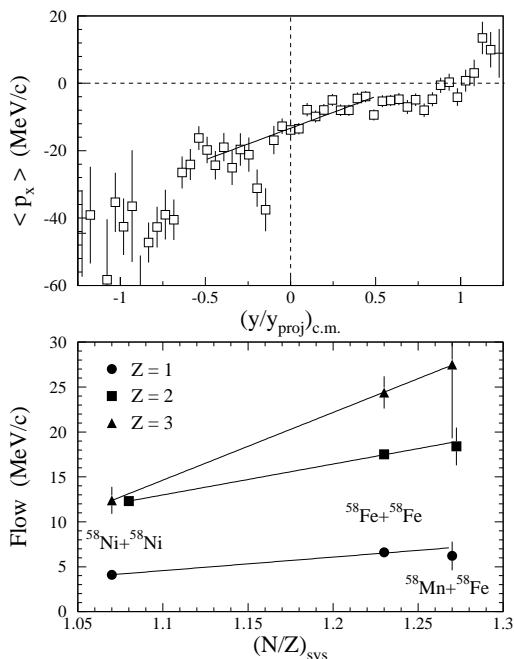 20
0
-20
-40
-60
< p_x > (MeV/c)
-1 -0.5 0 0.5 1
(y/y_proj)_c.m.
30
25
20
15
10
5
0
Flow (MeV/c)
Z = 1
Z = 2
Z = 3
⁵⁸Ni+⁵⁸Ni
⁵⁸Fe+⁵⁸Fe
⁵⁸Mn+⁵⁸Fe
1.05 1.1 1.15 1.2 1.25 1.3
(N/Z)_sys